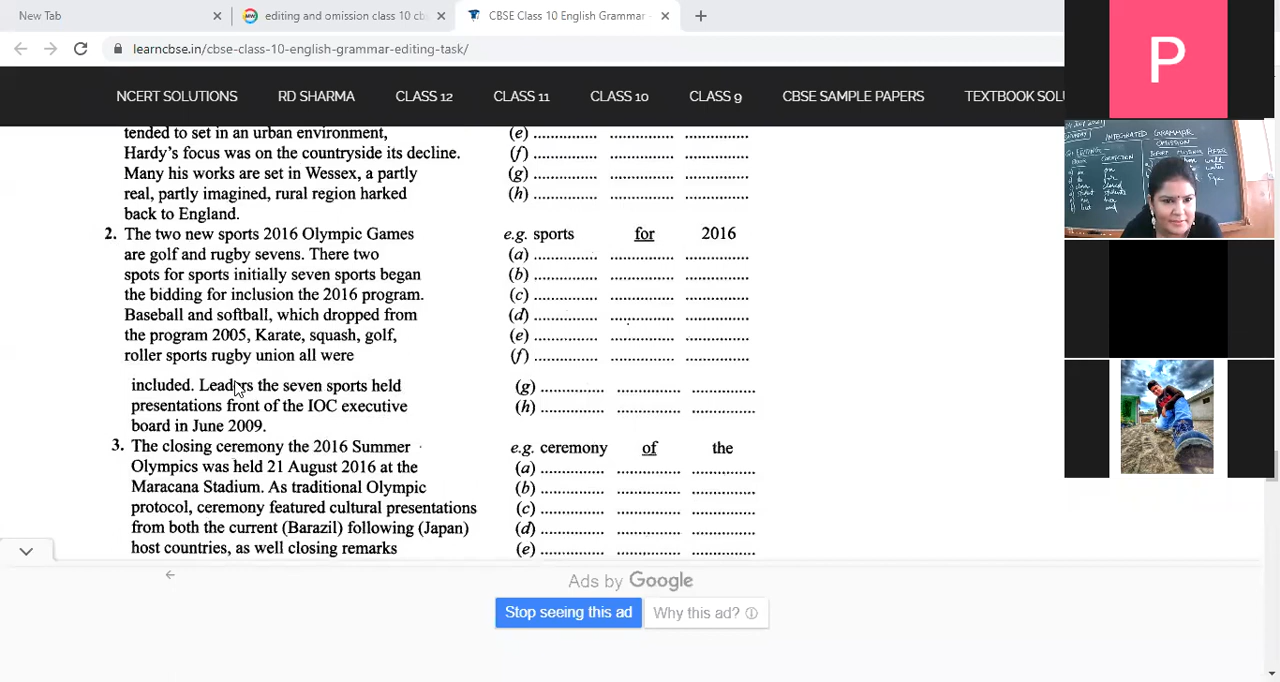 New Tab
editing and omission class 10 cbs
CBSE Class 10 English Grammar
learncbse.in/cbse-class-10-english-grammar-editing-task/
NCERT SOLUTIONS RD SHARMA CLASS 12 CLASS 11 CLASS 10 CLASS 9 CBSE SAMPLE PAPERS TEXTBOOK SOLU
tended to set in an urban environment, (e) .............. .............. ..............
Hardy's focus was on the countryside its decline. (f) .............. .............. ..............
Many his works are set in Wessex, a partly (g) .............. .............. ..............
real, partly imagined, rural region harked (h) .............. .............. ..............
back to England.
2. The two new sports 2016 Olympic Games e.g. sports for 2016
are golf and rugby sevens. There two (a) .............. .............. ..............
spots for sports initially seven sports began (b) .............. .............. ..............
the bidding for inclusion the 2016 program. (c) .............. .............. ..............
Baseball and softball, which dropped from (d) .............. .............. ..............
the program 2005, Karate, squash, golf, (e) .............. .............. ..............
roller sports rugby union all were (f) .............. .............. ..............
included. Leaders the seven sports held (g) .............. .............. ..............
presentations front of the IOC executive (h) .............. .............. ..............
board in June 2009.
3. The closing ceremony the 2016 Summer e.g. ceremony of the
Olympics was held 21 August 2016 at the (a) .............. .............. ..............
Maracana Stadium. As traditional Olympic (b) .............. .............. ..............
protocol, ceremony featured cultural presentations (c) .............. .............. ..............
from both the current (Barazil) following (Japan) (d) .............. .............. ..............
host countries, as well closing remarks (e) .............. .............. ..............
Ads by Google
Stop seeing this ad
Why this ad?
P
INTEGRATED GRAMMAR
OMISSION